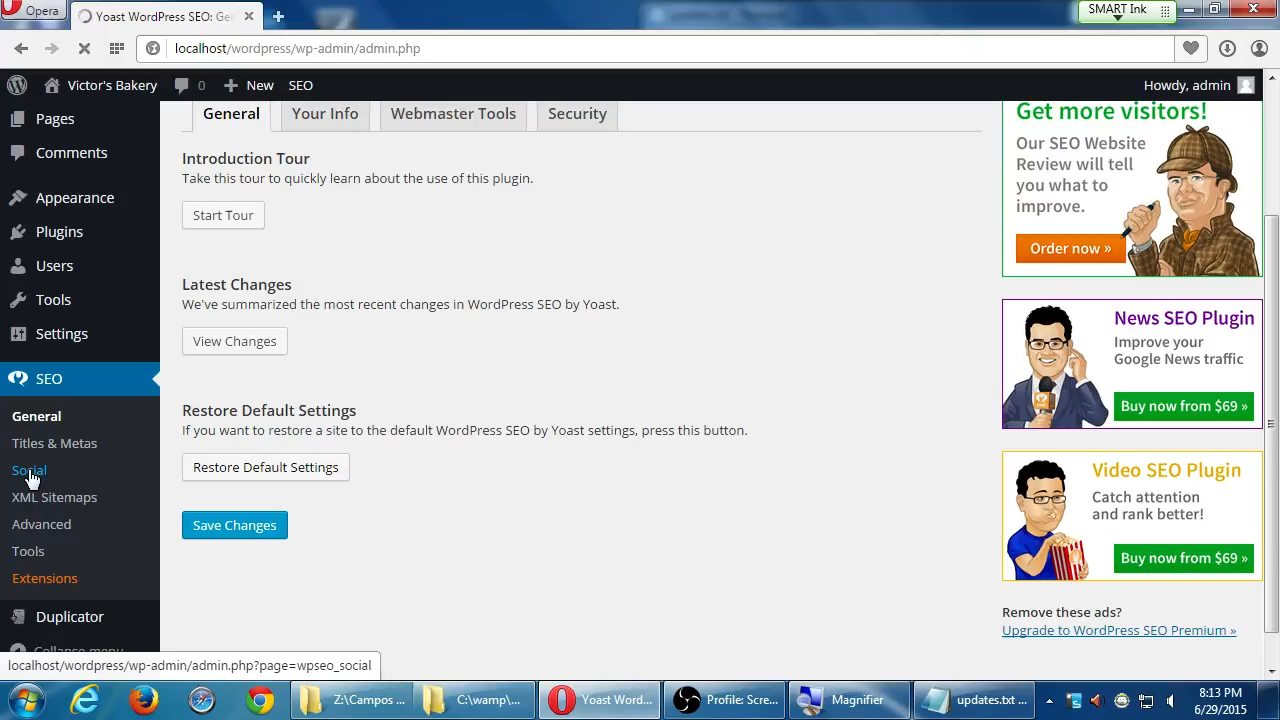 Opera
Yoast WordPress SEO: Ger
SMART Ink
localhost/wordpress/wp-admin/admin.php
Victor's Bakery
0
New
SEO
Howdy, admin
Pages
Comments
Appearance
Plugins
Users
Tools
Settings
SEO
General
Titles & Metas
Social
XML Sitemaps
Advanced
Tools
Extensions
Duplicator
Collapse menu
General
Your Info
Webmaster Tools
Security
Introduction Tour
Take this tour to quickly learn about the use of this plugin.
Start Tour
Latest Changes
We've summarized the most recent changes in WordPress SEO by Yoast.
View Changes
Restore Default Settings
If you want to restore a site to the default WordPress SEO by Yoast settings, press this button.
Restore Default Settings
Save Changes
Get more visitors!
Our SEO Website
Review will tell
you what to
improve.
Order now »
News SEO Plugin
Improve your
Google News traffic
Buy now from $69 »
Video SEO Plugin
Catch attention
and rank better!
Buy now from $69 »
Remove these ads?
Upgrade to WordPress SEO Premium »
localhost/wordpress/wp-admin/admin.php?page=wpseo_social
Z:\Campos ...
C:\wamp\...
Yoast Word...
Profile: Scre...
Magnifier
updates.txt ...
8:13 PM
6/29/2015